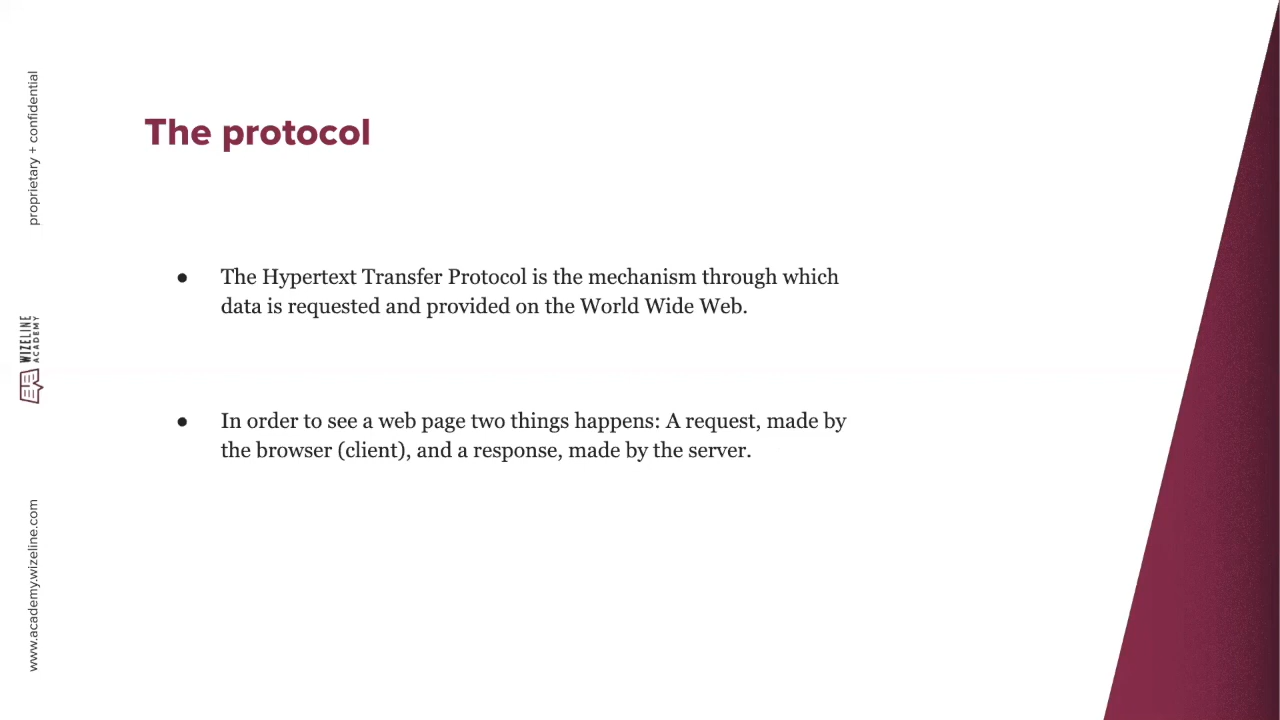 proprietary + confidential
WIZELINE
ACADEMY
www.academy.wizeline.com
The protocol
● The Hypertext Transfer Protocol is the mechanism through which
data is requested and provided on the World Wide Web.
● In order to see a web page two things happens: A request, made by
the browser (client), and a response, made by the server.